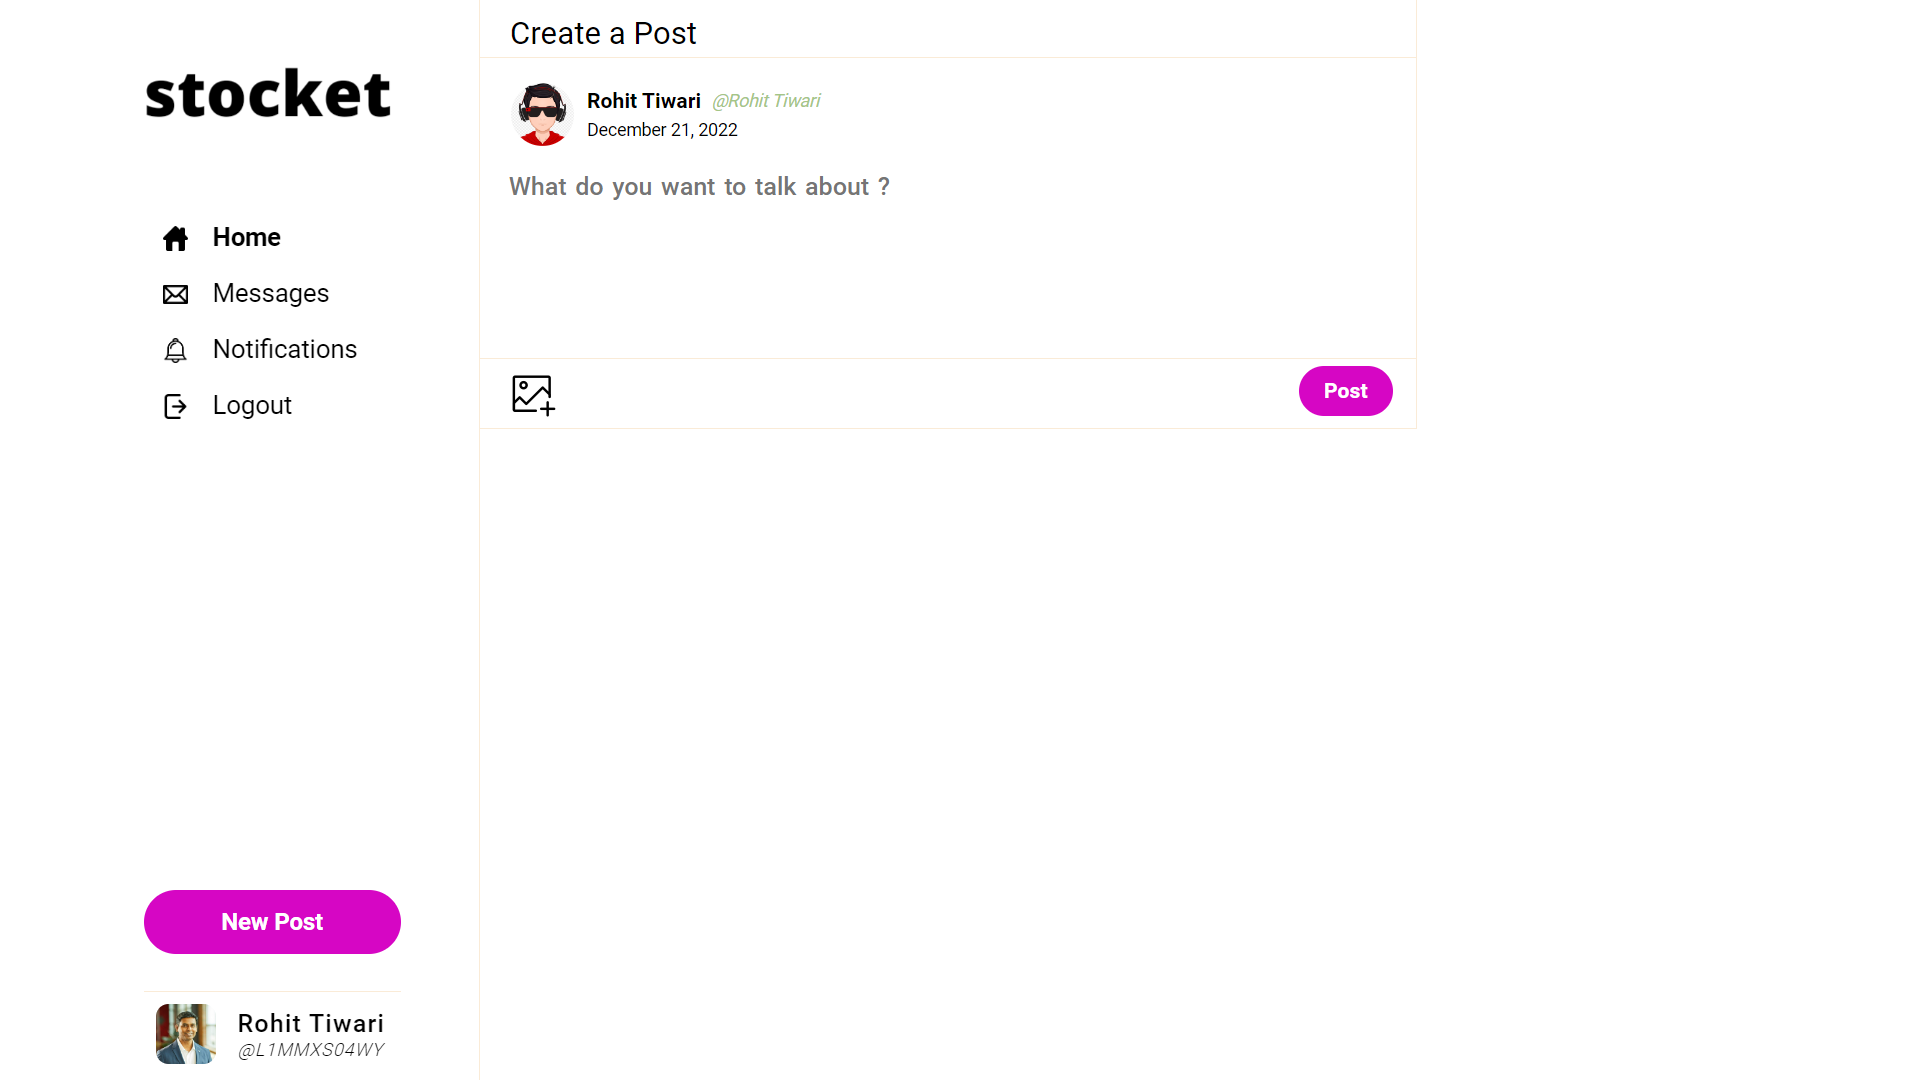 stocket
Home
Messages
Notifications
Logout
New Post
Rohit Tiwari
@L1MMXS04WY
Create a Post
Rohit Tiwari @Rohit Tiwari
December 21, 2022
What do you want to talk about ?
Post